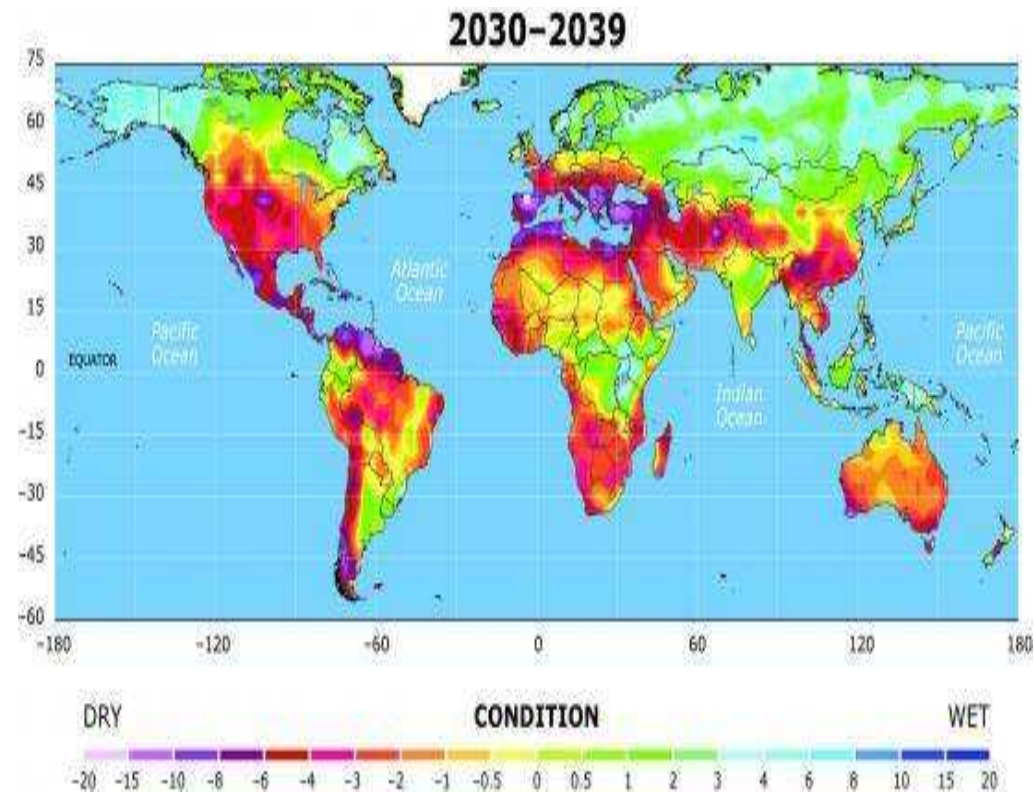 2030–2039
75
60
45
30
15
0
−15
−30
−45
−60
Atlantic
Ocean
Pacific
Ocean
EQUATOR
Pacific
Ocean
Indian
Ocean
−180 −120 −60 0 60 120 180
DRY CONDITION WET
−20 −15 −10 −8 −6 −4 −3 −2 −1 −0.5 0 0.5 1 2 3 4 6 8 10 15 20